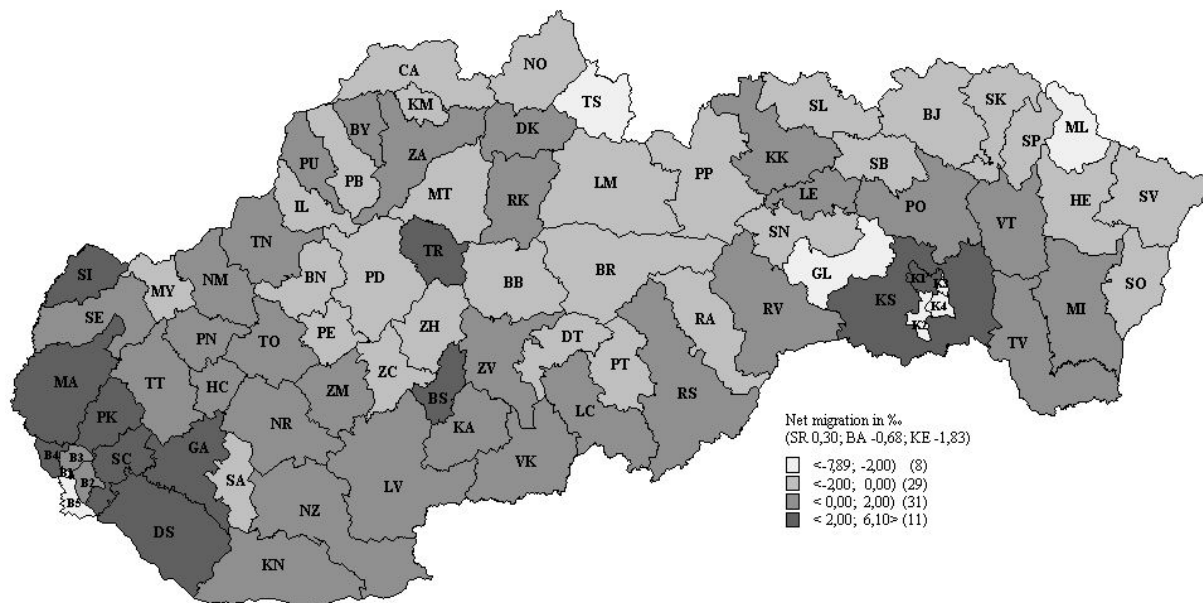 NO
CA
TS
KM
SL
SK
BJ
ML
BY
DK
SP
PU
ZA
KK
SB
PB
PP
LM
MT
LE
PO
HE
SV
RK
IL
VT
TN
SN
TR
SI
NM
BN
PD
BB
BR
GL
K1
K3
SO
MY
KS
K4
SE
RA
RV
MI
PE
ZH
K2
PN
TO
DT
TV
MA
TT
ZC
ZV
PT
HC
ZM
BS
RS
PK
LC
NR
KA
GA
B4
B3
SC
VK
B1
B2
SA
LV
B5
NZ
DS
KN
Net migration in ‰
(SR 0,30; BA -0,68; KE -1,83)
<-7,89; -2,00) (8)
<-2,00; 0,00) (29)
< 0,00; 2,00) (31)
< 2,00; 6,10> (11)